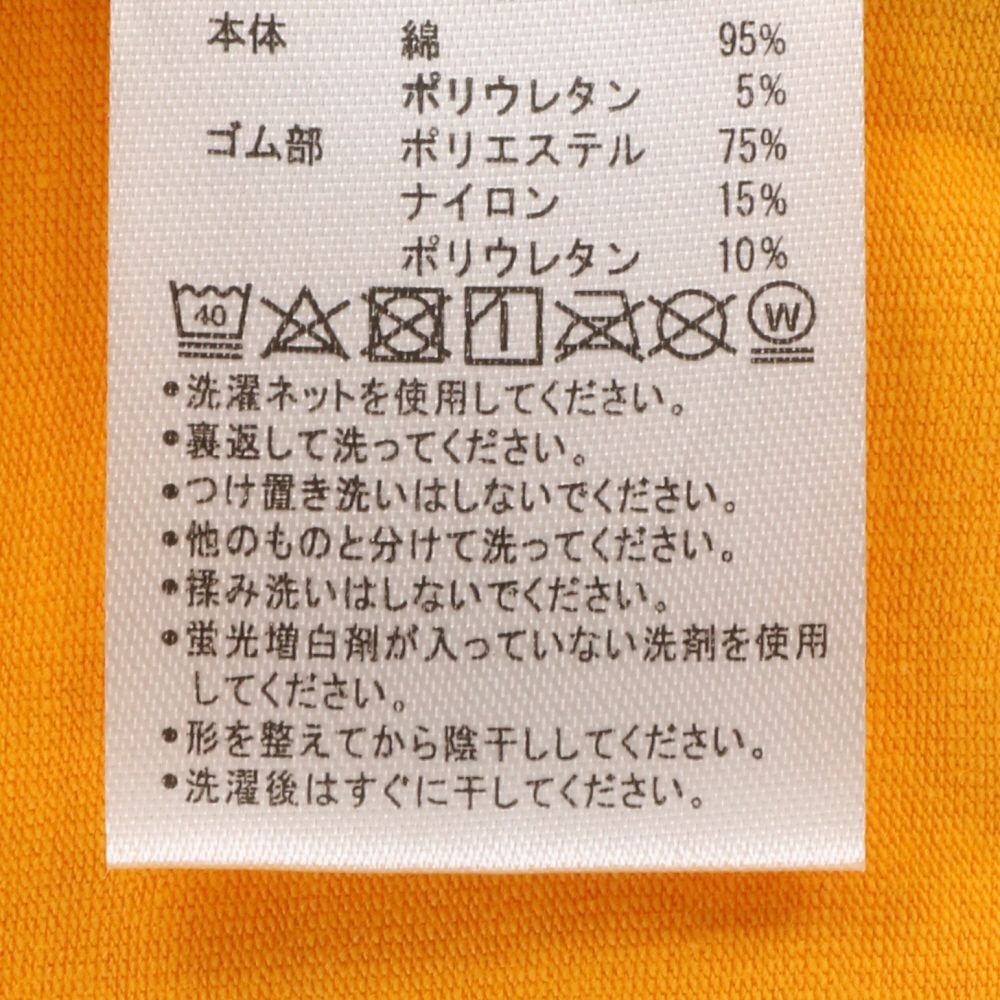 本体 綿 95%
ポリウレタン 5%
ゴム部 ポリエステル 75%
ナイロン 15%
ポリウレタン 10%
40 W
•洗濯ネットを使用してください。
•裏返して洗ってください。
•つけ置き洗いはしないでください。
•他のものと分けて洗ってください。
•揉み洗いはしないでください。
•蛍光増白剤が入っていない洗剤を使用
してください。
•形を整えてから陰干ししてください。
•洗濯後はすぐに干してください。